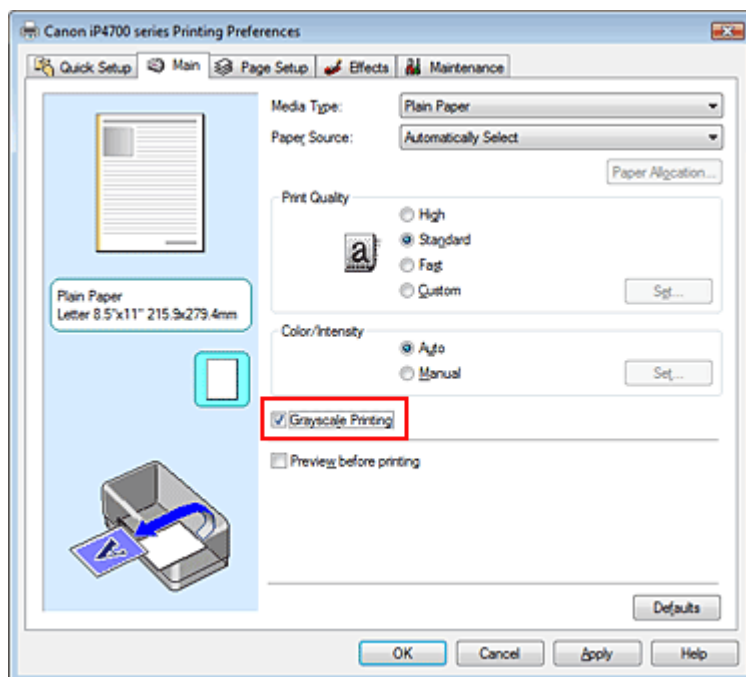 Canon iP4700 series Printing Preferences
Quick Setup Main Page Setup Effects Maintenance
Media Type: Plain Paper
Paper Source: Automatically Select
Paper Allocation...
Print Quality
High
a Standard
Fast
Custom Set...
Plain Paper
Letter 8.5"x11" 215.9x279.4mm
Color/Intensity
Auto
Manual Set...
Grayscale Printing
Preview before printing
A
Defaults
OK Cancel Apply Help